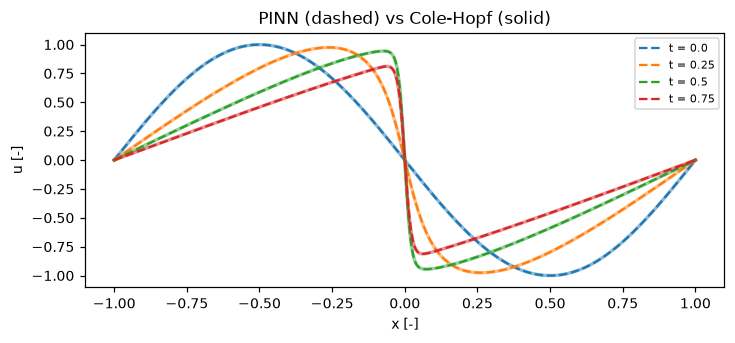 PINN (dashed) vs Cole-Hopf (solid)
t = 0.0
t = 0.25
t = 0.5
t = 0.75
u [-]
1.00
0.75
0.50
0.25
0.00
−0.25
−0.50
−0.75
−1.00
−1.00 −0.75 −0.50 −0.25 0.00 0.25 0.50 0.75 1.00
x [-]